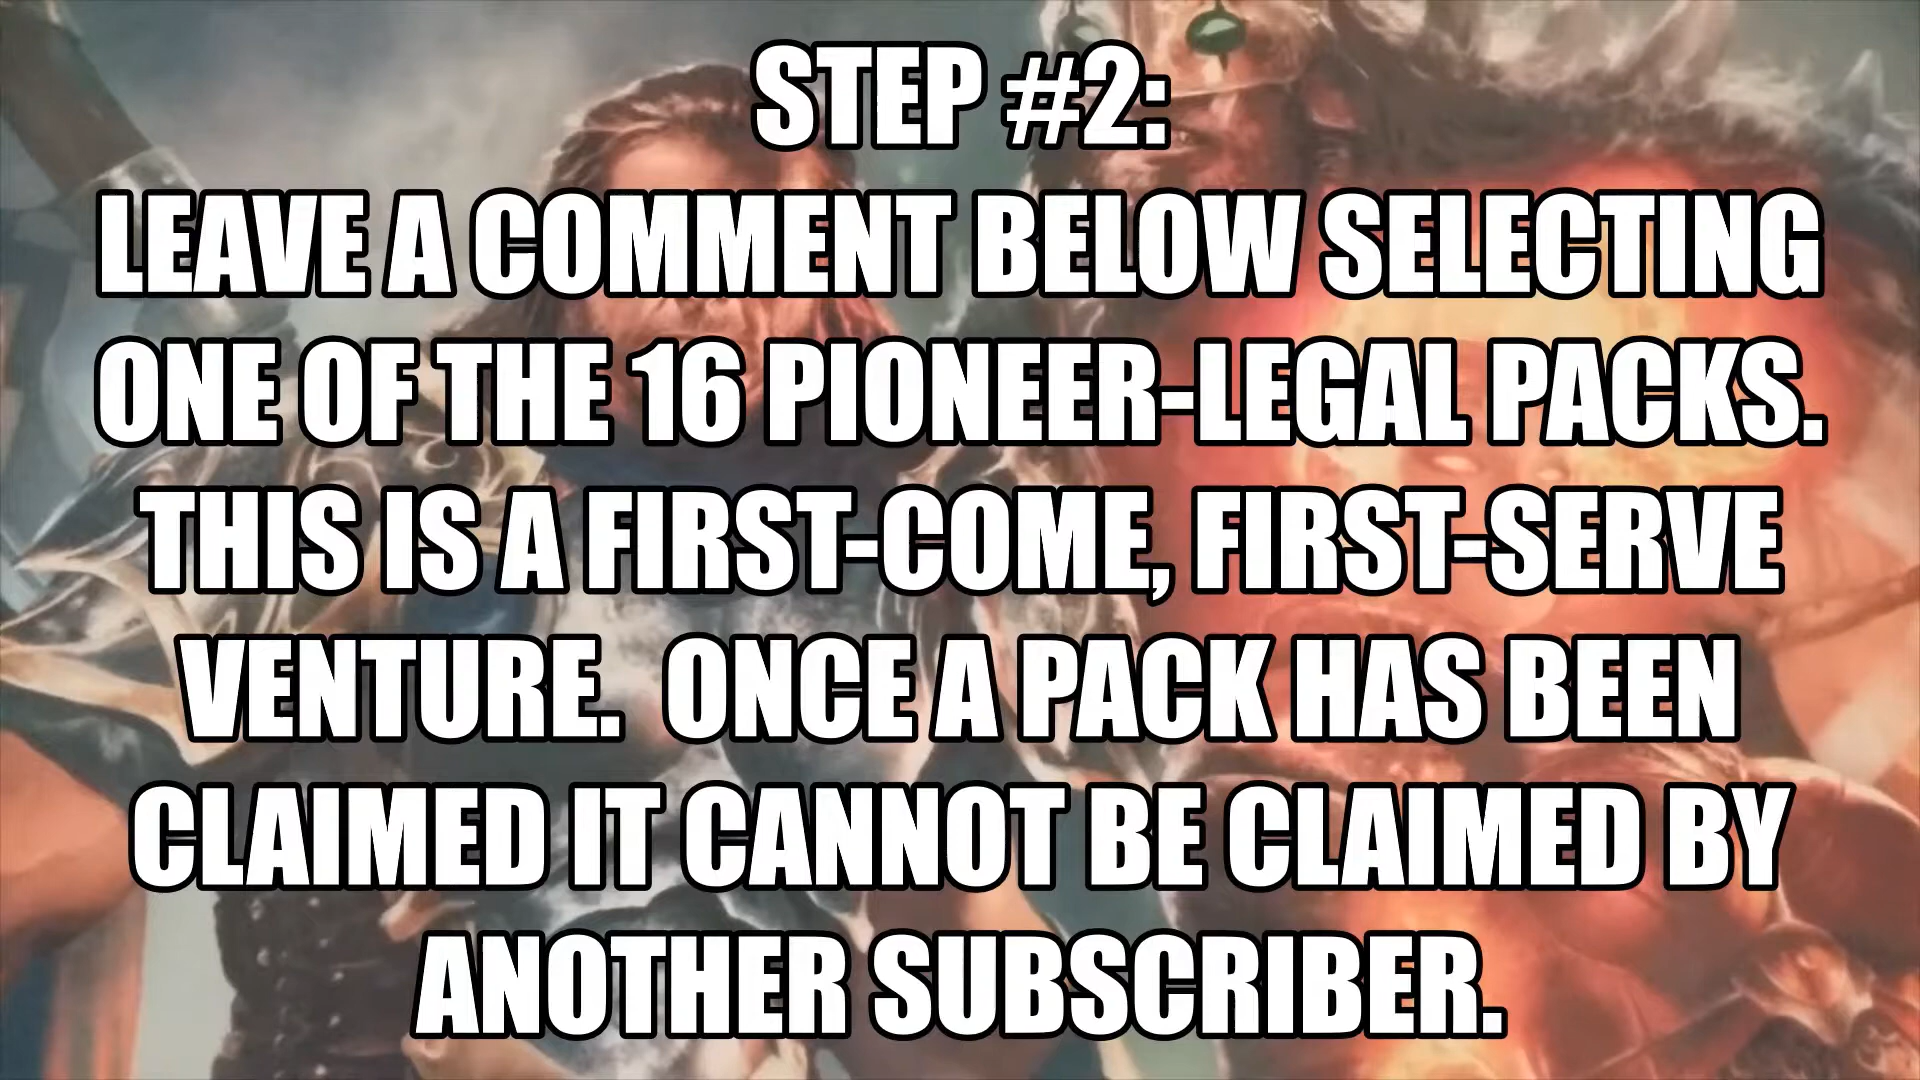 STEP #2:
LEAVE A COMMENT BELOW SELECTING
ONE OF THE 16 PIONEER-LEGAL PACKS.
THIS IS A FIRST-COME, FIRST-SERVE
VENTURE.  ONCE A PACK HAS BEEN
CLAIMED IT CANNOT BE CLAIMED BY
ANOTHER SUBSCRIBER.